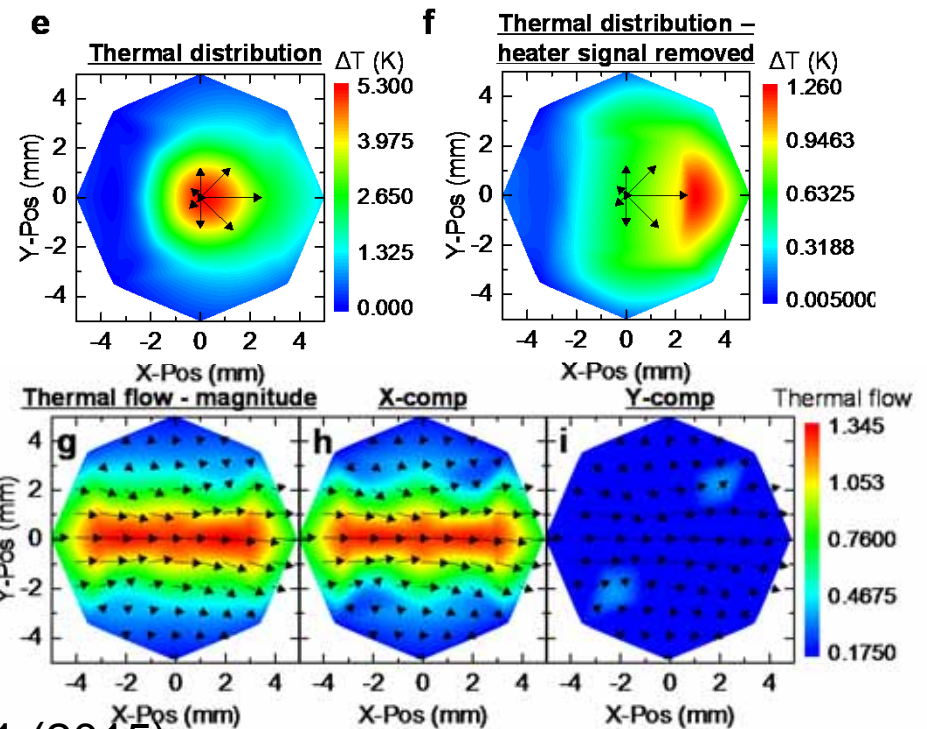 e
Thermal distribution
ΔT (K)
5.300
3.975
2.650
1.325
0.000
Y-Pos (mm)
4
2
0
-2
-4
-4 -2 0 2 4
X-Pos (mm)
f
Thermal distribution –
heater signal removed
ΔT (K)
1.260
0.9463
0.6325
0.3188
0.005000
Y-Pos (mm)
4
2
0
-2
-4
-4 -2 0 2 4
X-Pos (mm)
Thermal flow - magnitude
X-comp
Y-comp
Thermal flow
g
h
i
1.345
1.053
0.7600
0.4675
0.1750
Y-Pos (mm)
4
2
0
-2
-4
-4 -2 0 2 4
-4 -2 0 2 4
-4 -2 0 2 4
X-Pos (mm)
X-Pos (mm)
X-Pos (mm)